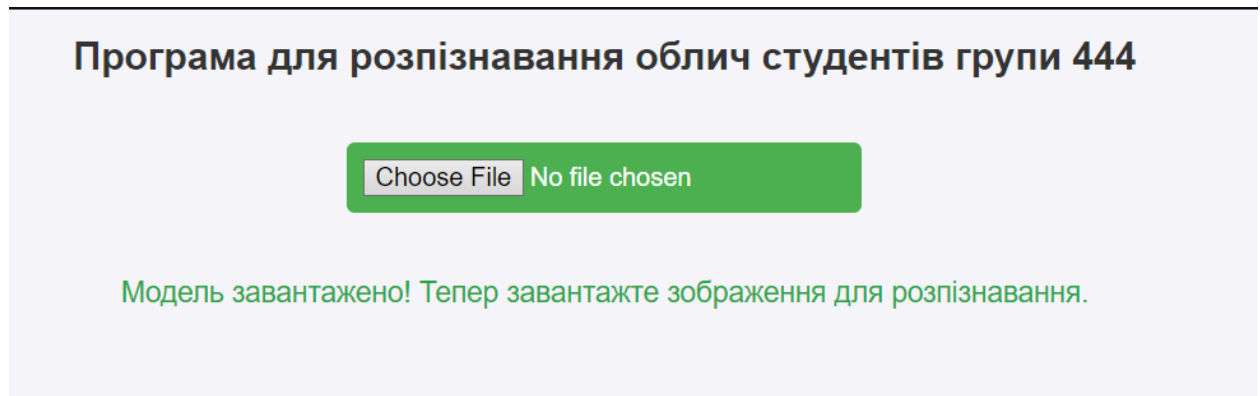 Програма для розпізнавання облич студентів групи 444
Choose File No file chosen
Модель завантажено! Тепер завантажте зображення для розпізнавання.